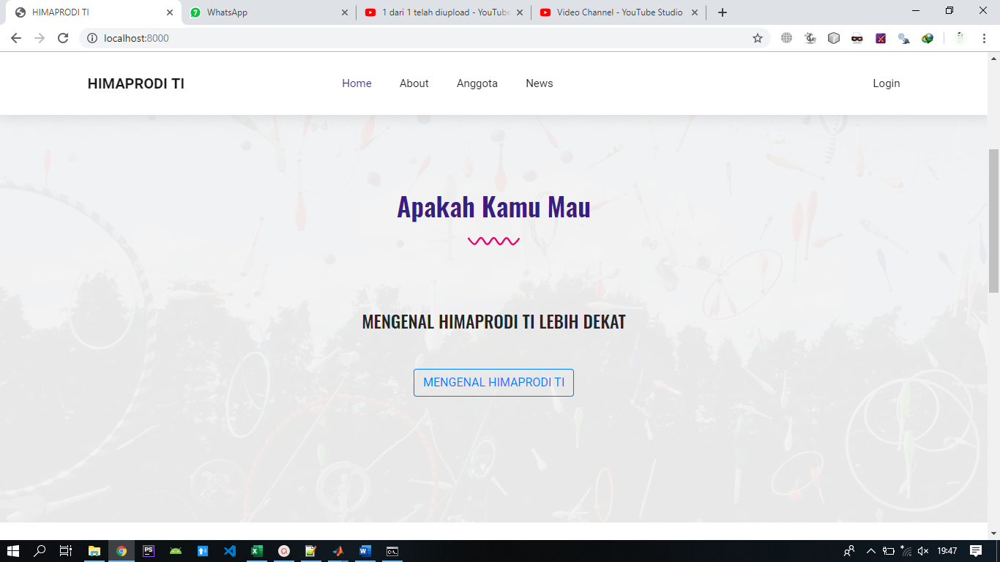 HIMAPRODI TI
WhatsApp
1 dari 1 telah diupload - YouTube
Video Channel - YouTube Studio
localhost:8000
HIMAPRODI TI
Home
About
Anggota
News
Login
Apakah Kamu Mau
MENGENAL HIMAPRODI TI LEBIH DEKAT
MENGENAL HIMAPRODI TI
19:47